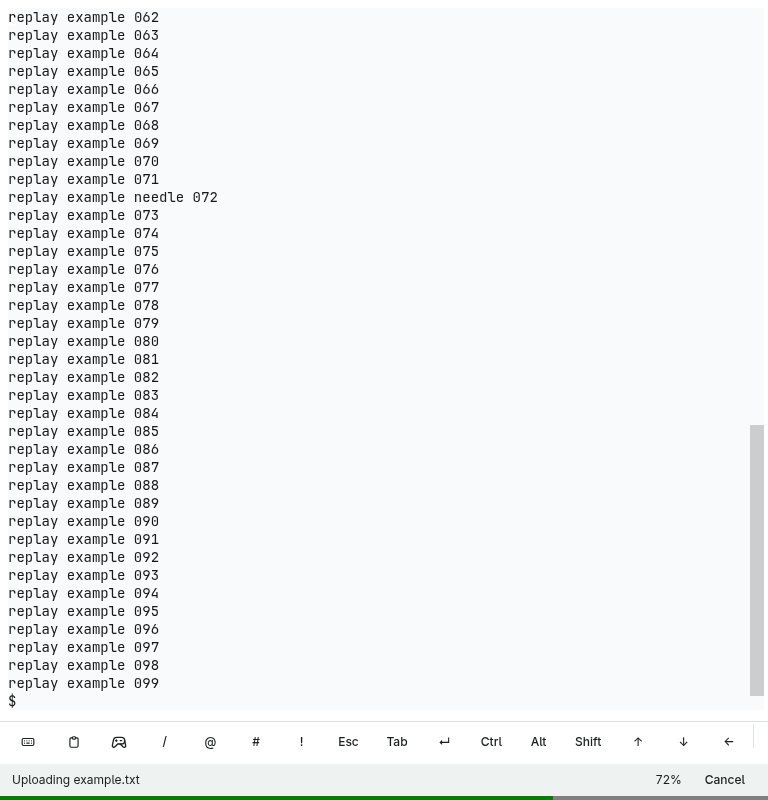 replay example 062
replay example 063
replay example 064
replay example 065
replay example 066
replay example 067
replay example 068
replay example 069
replay example 070
replay example 071
replay example needle 072
replay example 073
replay example 074
replay example 075
replay example 076
replay example 077
replay example 078
replay example 079
replay example 080
replay example 081
replay example 082
replay example 083
replay example 084
replay example 085
replay example 086
replay example 087
replay example 088
replay example 089
replay example 090
replay example 091
replay example 092
replay example 093
replay example 094
replay example 095
replay example 096
replay example 097
replay example 098
replay example 099
$
/ @ # ! Esc Tab ↵ Ctrl Alt Shift ↑ ↓ ←
Uploading example.txt 72% Cancel